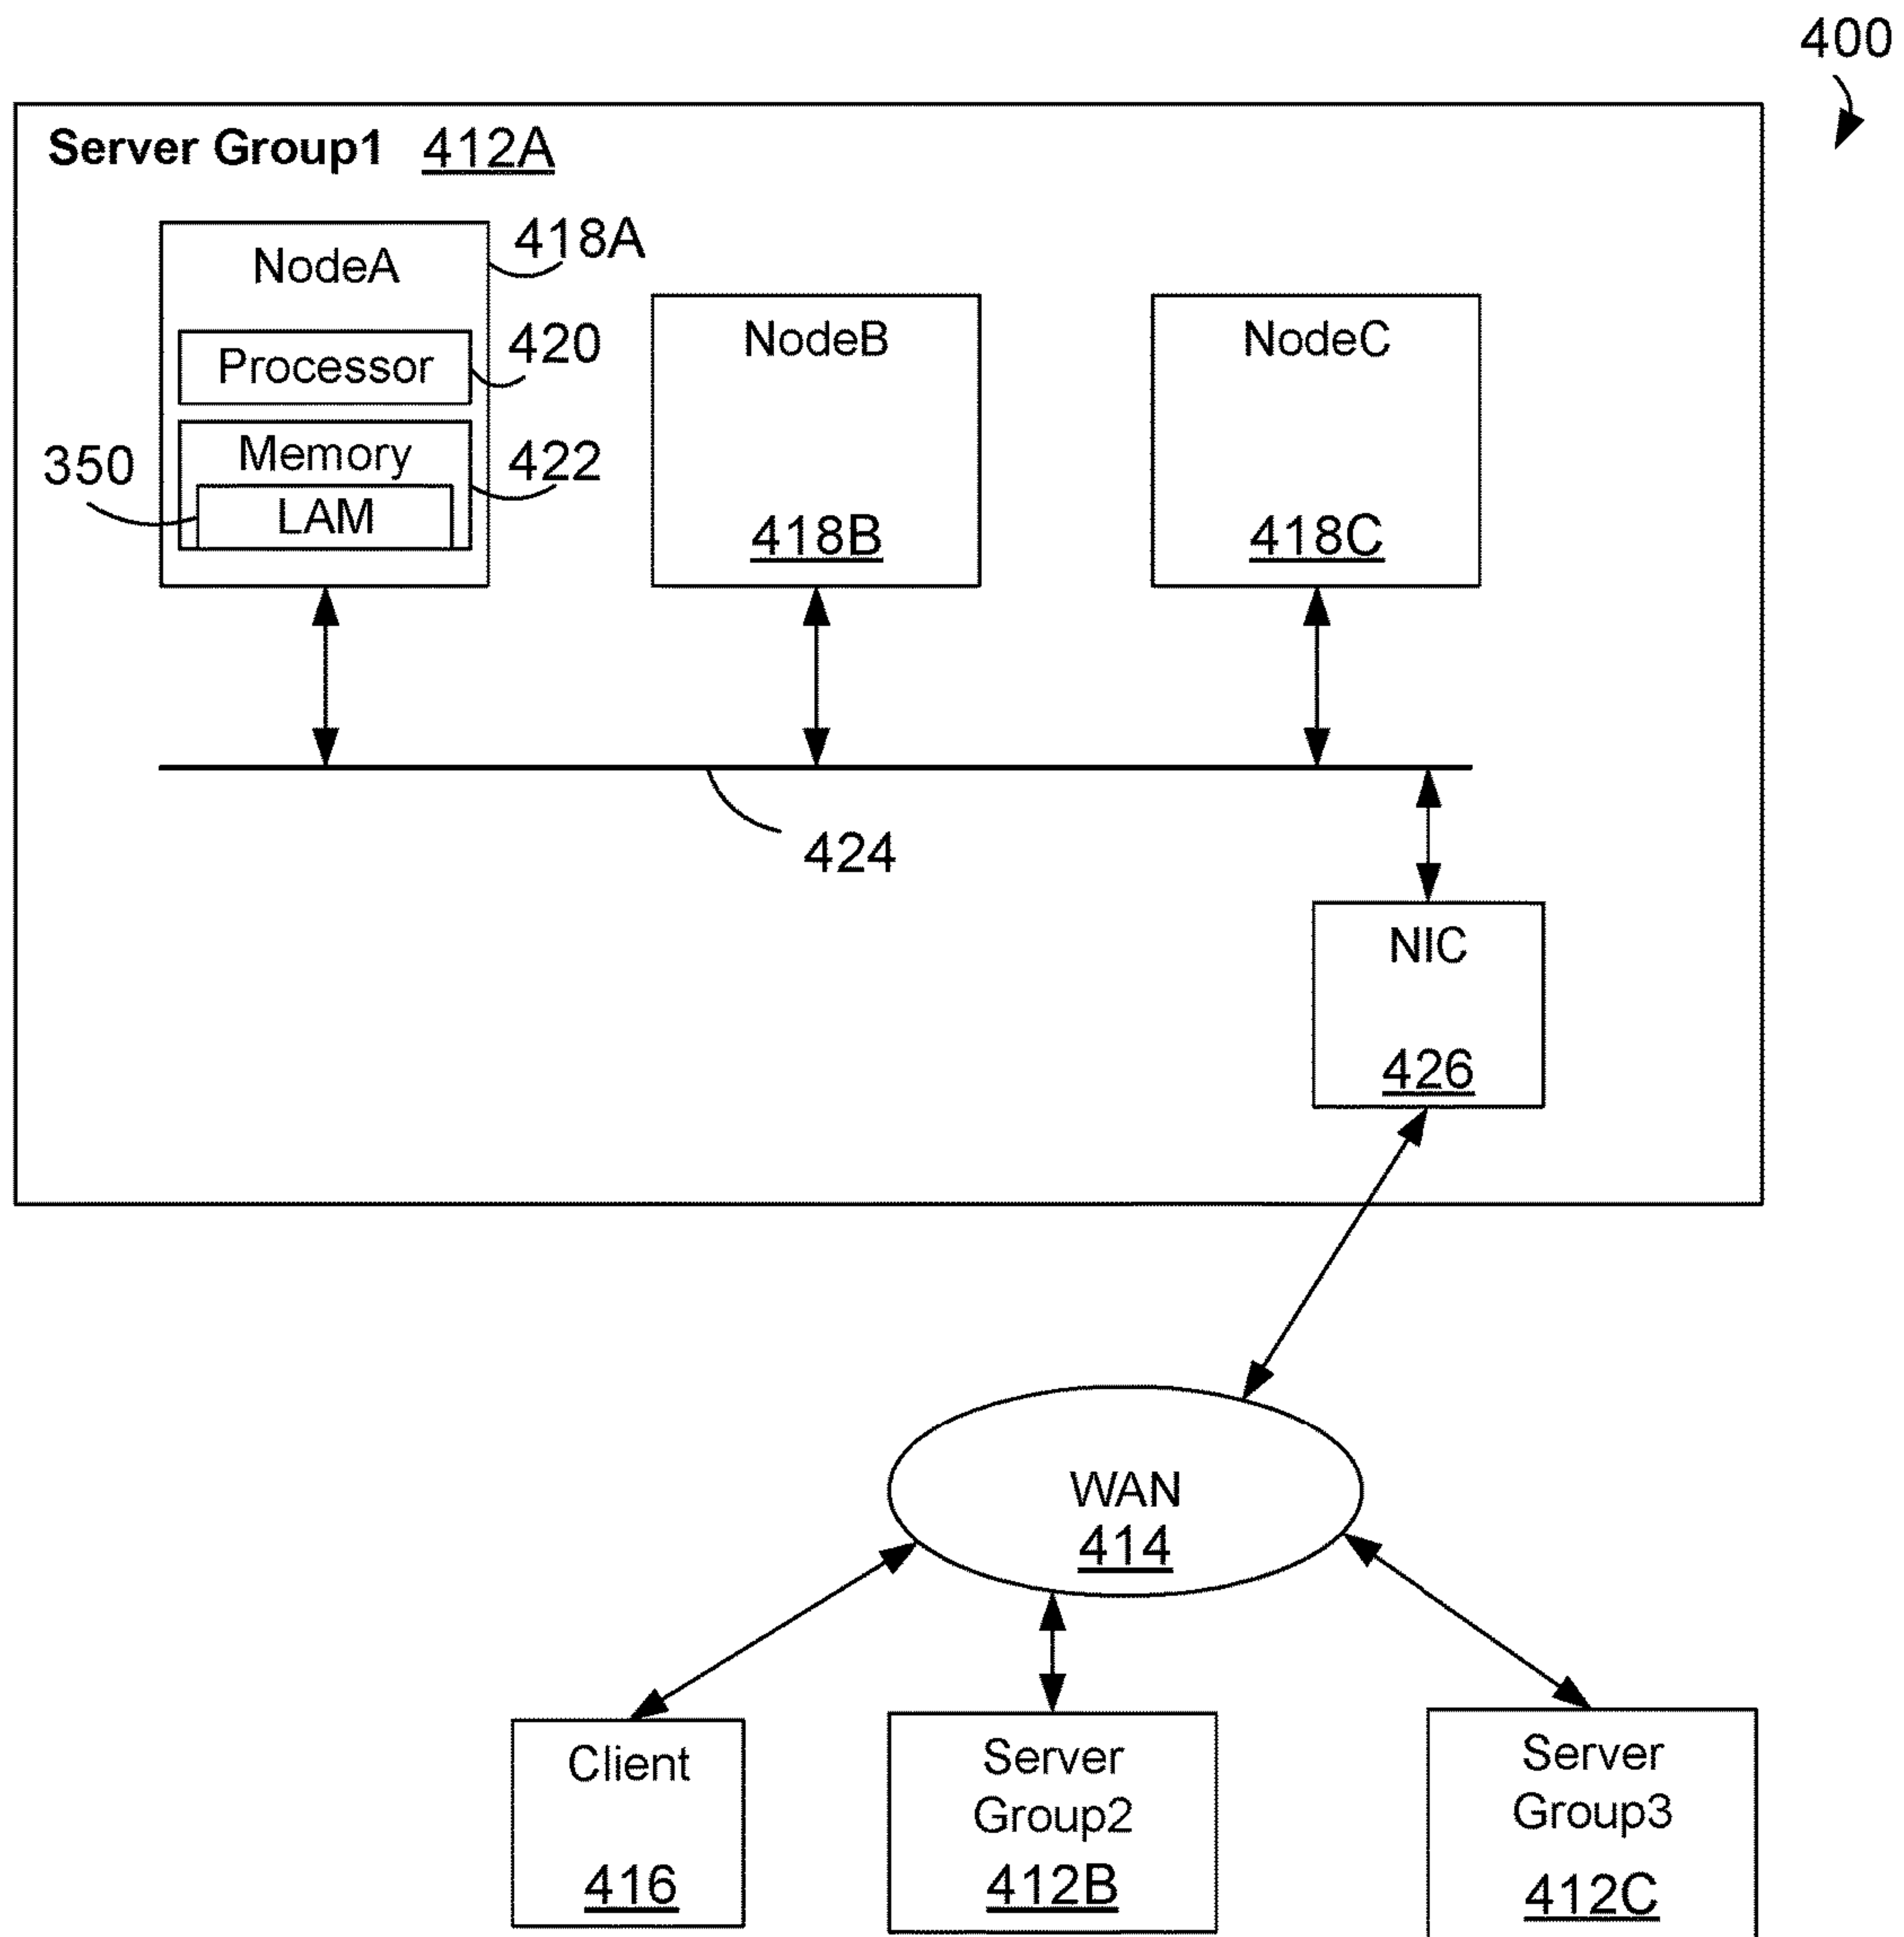 400
Server Group1 412A
NodeA
418A
Processor
420
Memory
422
350
LAM
NodeB
418B
NodeC
418C
424
NIC
426
WAN
414
Client
416
Server
Group2
412B
Server
Group3
412C